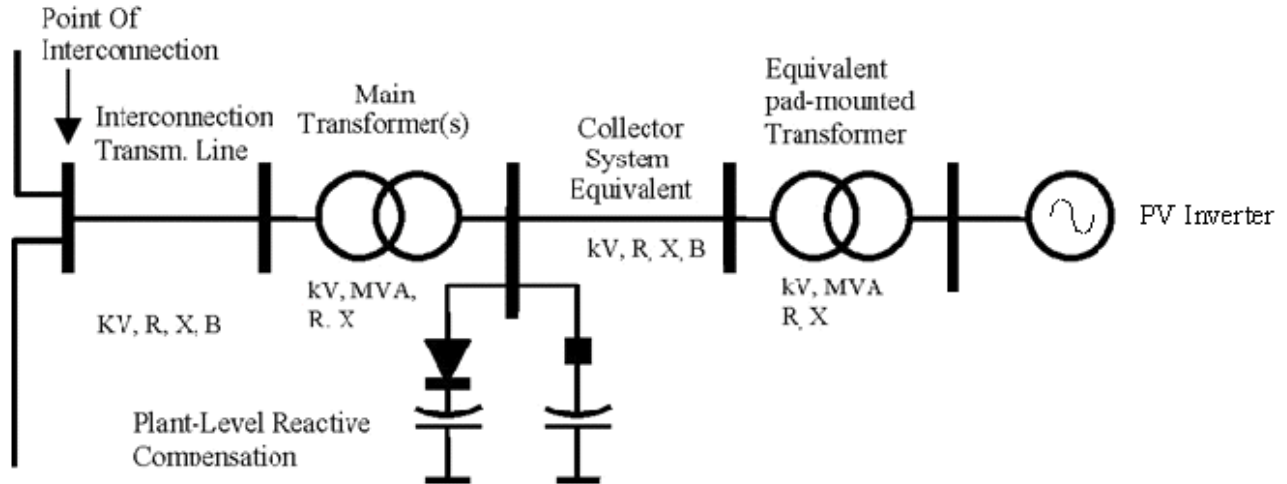 Point Of
Interconnection
Interconnection
Transm. Line
Main
Transformer(s)
Collector
System
Equivalent
Equivalent
pad-mounted
Transformer
PV Inverter
KV, R, X, B
kV, MVA,
R. X
kV, R, X, B
kV, MVA
R, X
Plant-Level Reactive
Compensation